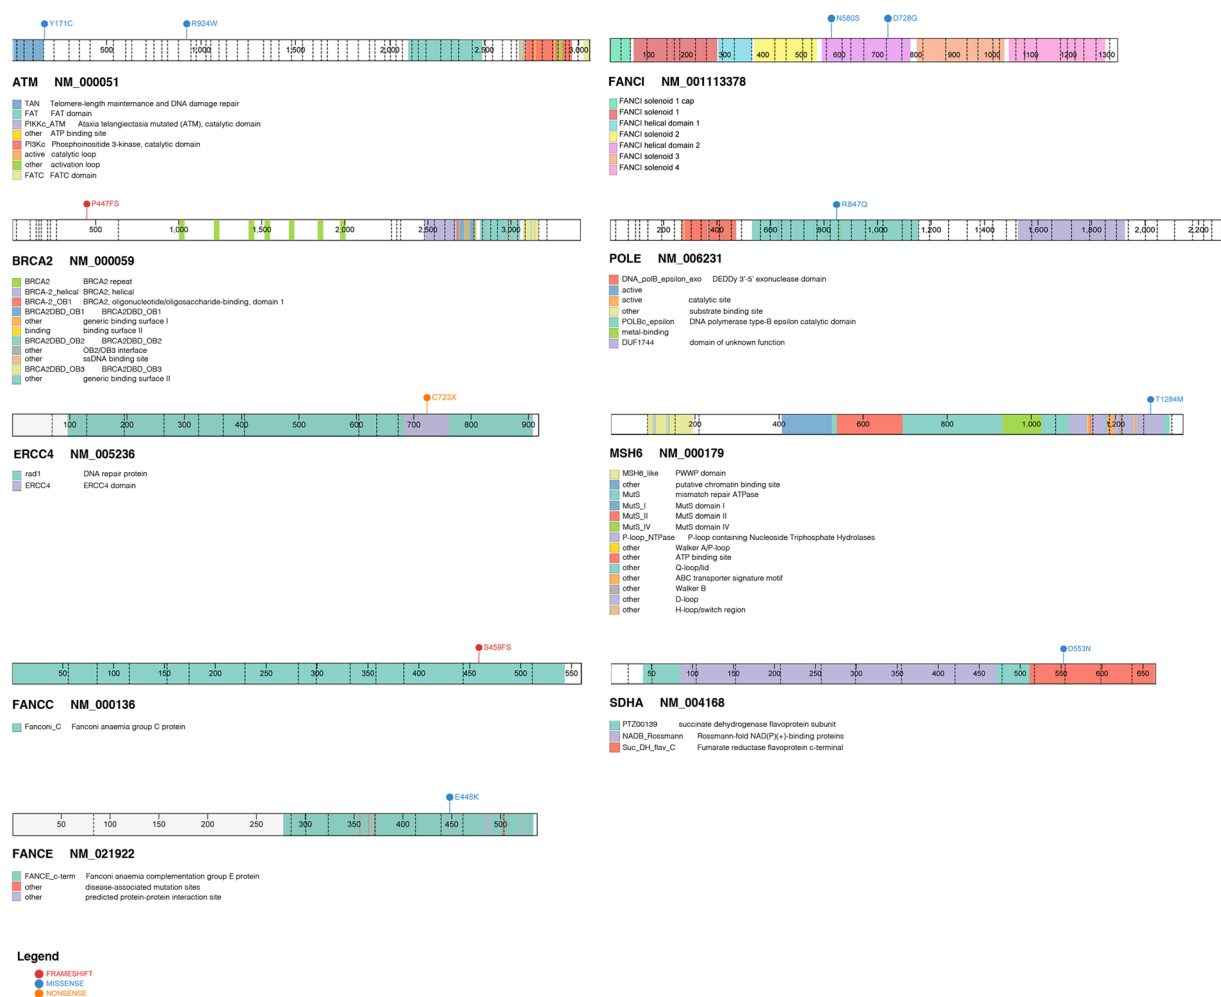 Y171C R924W
500 1,000 1,500 2,000 2,500 3,000
ATM NM_000051
TAN Telomere-length mainternance and DNA damage repair
FAT FAT domain
PIKKc_ATM Ataxia telangiectasia mutated (ATM), catalytic domain
other ATP binding site
PI3Kc Phosphoinositide 3-kinase, catalytic domain
active catalytic loop
other activation loop
FATC FATC domain
N580S D728G
100 200 300 400 500 600 700 800 900 1000 1100 1200 1300
FANCI NM_001113378
FANCI solenoid 1 cap
FANCI solenoid 1
FANCI helical domain 1
FANCI solenoid 2
FANCI helical domain 2
FANCI solenoid 3
FANCI solenoid 4
P447FS
500 1,000 1,500 2,000 2,500 3,000
BRCA2 NM_000059
BRCA2 BRCA2 repeat
BRCA-2_helical BRCA2, helical
BRCA-2_OB1 BRCA2, oligonucleotide/oligosaccharide-binding, domain 1
BRCA2DBD_OB1 BRCA2DBD_OB1
other generic binding surface I
binding binding surface II
BRCA2DBD_OB2 BRCA2DBD_OB2
other OB2/OB3 interface
other ssDNA binding site
BRCA2DBD_OB3 BRCA2DBD_OB3
other generic binding surface II
R847Q
200 400 600 800 1,000 1,200 1,400 1,600 1,800 2,000 2,200
POLE NM_006231
DNA_polB_epsilon_exo DEDDy 3'-5' exonuclease domain
active
active catalytic site
other substrate binding site
POLBc_epsilon DNA polymerase type-B epsilon catalytic domain
metal-binding
DUF1744 domain of unknown function
C723X
100 200 300 400 500 600 700 800 900
ERCC4 NM_005236
rad1 DNA repair protein
ERCC4 ERCC4 domain
T1284M
200 400 600 800 1,000 1,200
MSH6 NM_000179
MSH6_like PWWP domain
other putative chromatin binding site
MutS mismatch repair ATPase
MutS_I MutS domain I
MutS_II MutS domain II
MutS_IV MutS domain IV
P-loop_NTPase P-loop containing Nucleoside Triphosphate Hydrolases
other Walker A/P-loop
other ATP binding site
other Q-loop/lid
other ABC transporter signature motif
other Walker B
other D-loop
other H-loop/switch region
S459FS
50 100 150 200 250 300 350 400 450 500 550
FANCC NM_000136
Fanconi_C Fanconi anaemia group C protein
D553N
50 100 150 200 250 300 350 400 450 500 550 600 650
SDHA NM_004168
PTZ00139 succinate dehydrogenase flavoprotein subunit
NADB_Rossmann Rossmann-fold NAD(P)(+)-binding proteins
Suc_DH_flav_C Fumarate reductase flavoprotein c-terminal
E448K
50 100 150 200 250 300 350 400 450 500
FANCE NM_021922
FANCE_c-term Fanconi anaemia complementation group E protein
other disease-associated mutation sites
other predicted protein-protein interaction site
Legend
FRAMESHIFT
MISSENSE
NONSENSE